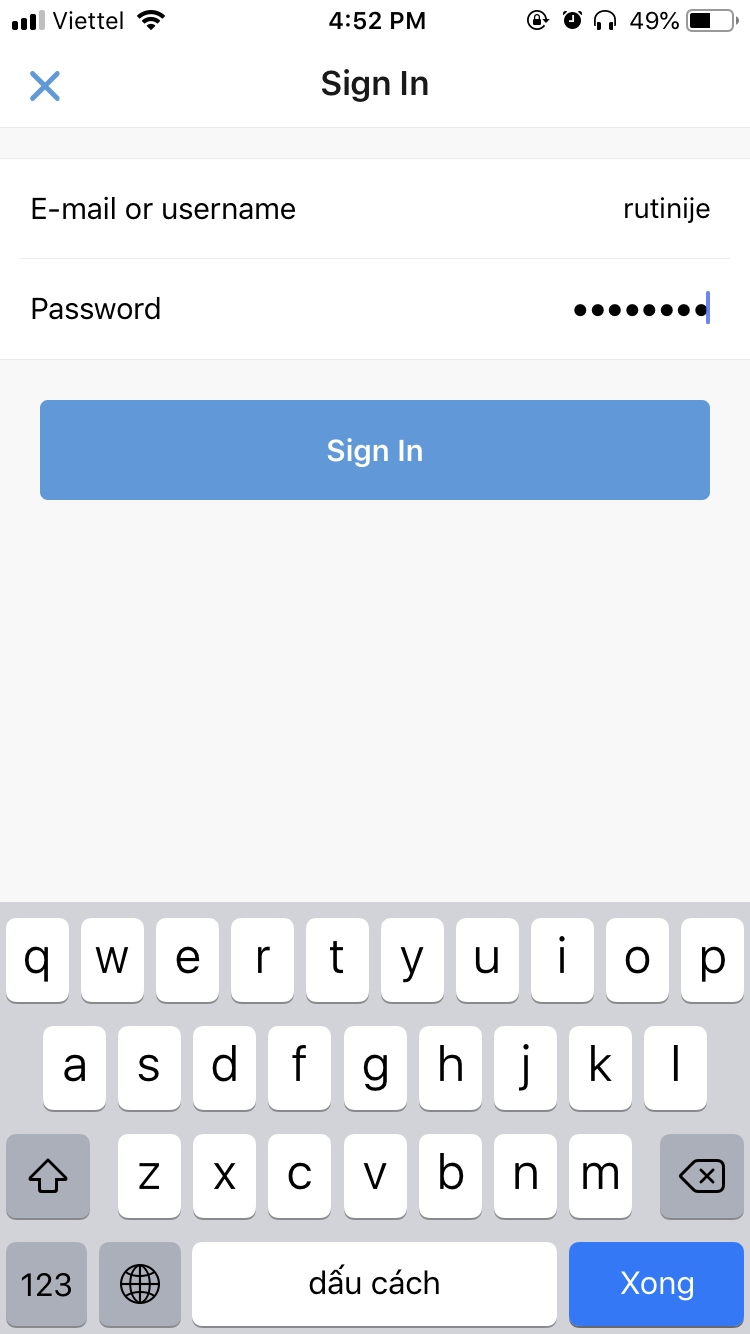 Viettel 4:52 PM 49%
Sign In
E-mail or username rutinije
Password ••••••••
Sign In
q w e r t y u i o p
a s d f g h j k l
z x c v b n m
123 dấu cách Xong